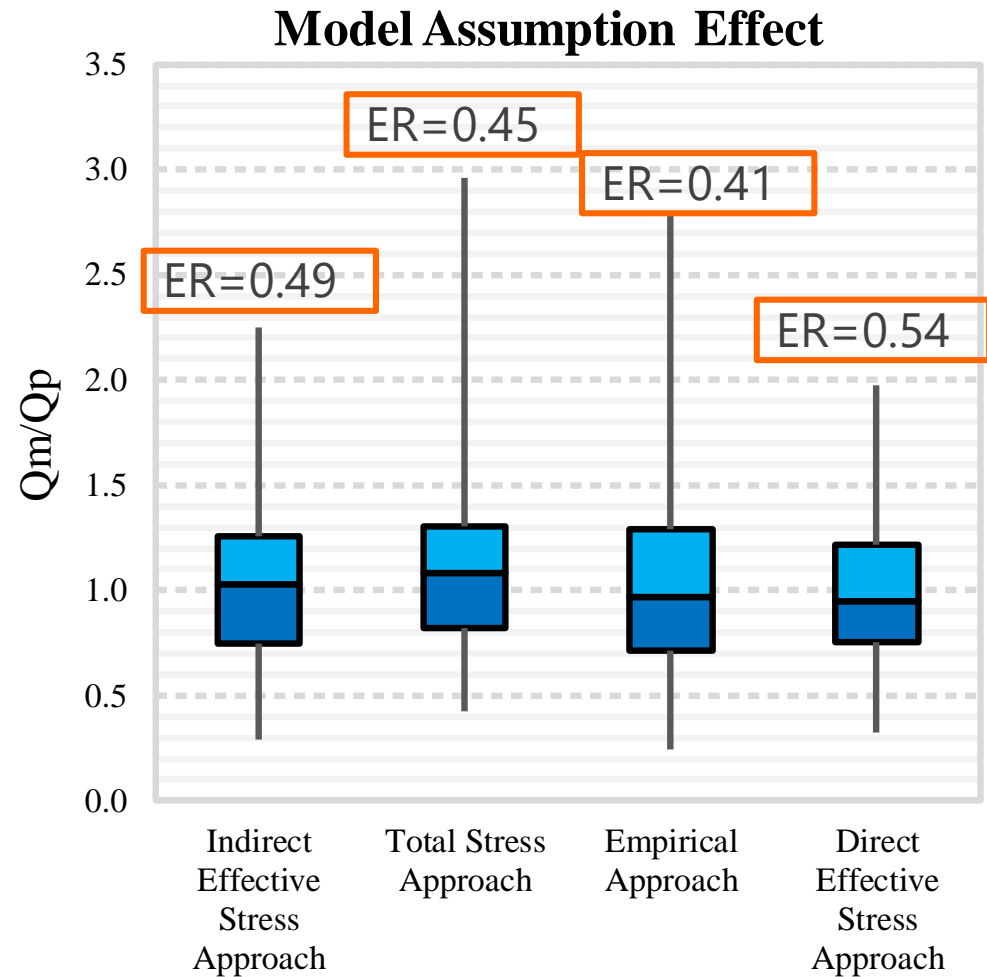 Model Assumption Effect
3.5
3.0
2.5
2.0
1.5
1.0
0.5
0.0
Qm/Qp
ER=0.49
ER=0.45
ER=0.41
ER=0.54
Indirect
Effective
Stress
Approach
Total Stress
Approach
Empirical
Approach
Direct
Effective
Stress
Approach